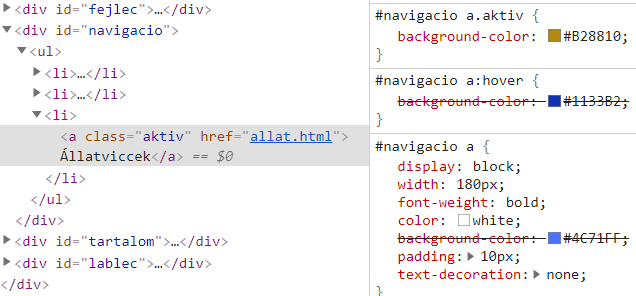 <div id="fejlec">…</div>
<div id="navigacio">
<ul>
<li>…</li>
<li>…</li>
<li>
<a class="aktiv" href="allat.html">
Állatviccek</a> == $0
</li>
</ul>
</div>
<div id="tartalom">…</div>
<div id="lablec">…</div>
</div>
#navigacio a.aktiv {
background-color: #B28810;
}
#navigacio a:hover {
background-color: #1133B2;
}
#navigacio a {
display: block;
width: 180px;
font-weight: bold;
color: white;
background-color: #4C71FF;
padding: 10px;
text-decoration: none;
}